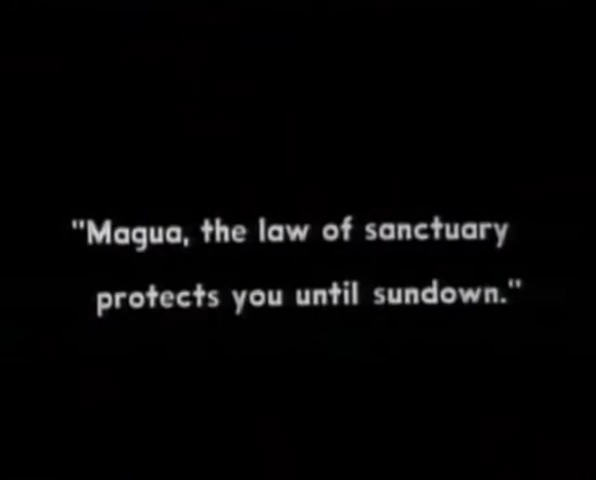 "Magua, the law of sanctuary
protects you until sundown."